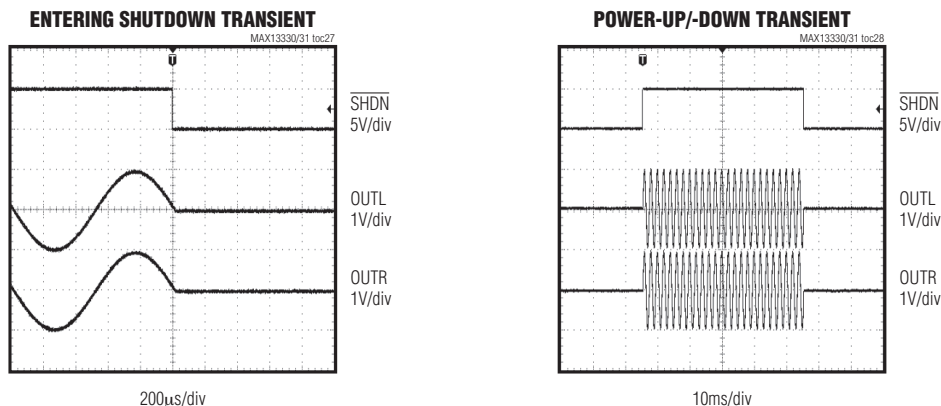 ENTERING SHUTDOWN TRANSIENT
MAX13330/31 toc27
T
SHDN
5V/div
OUTL
1V/div
OUTR
1V/div
200µs/div
POWER-UP/-DOWN TRANSIENT
MAX13330/31 toc28
T
SHDN
5V/div
OUTL
1V/div
OUTR
1V/div
10ms/div